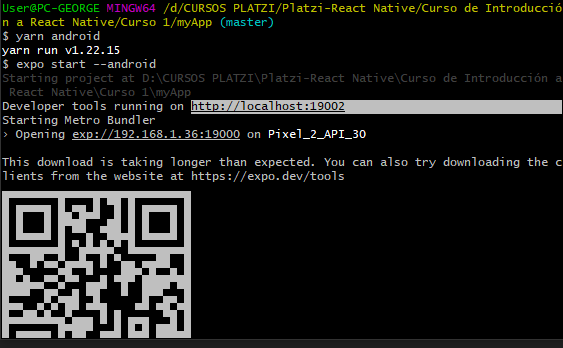 User@PC-GEORGE MINGW64 /d/CURSOS PLATZI/Platzi-React Native/Curso de Introducció
n a React Native/Curso 1/myApp (master)
$ yarn android
yarn run v1.22.15
$ expo start --android
Starting project at D:\CURSOS PLATZI\Platzi-React Native\Curso de Introducción a
 React Native\Curso 1\myApp
Developer tools running on http://localhost:19002
Starting Metro Bundler
› Opening exp://192.168.1.36:19000 on Pixel_2_API_30
This download is taking longer than expected. You can also try downloading the c
lients from the website at https://expo.dev/tools